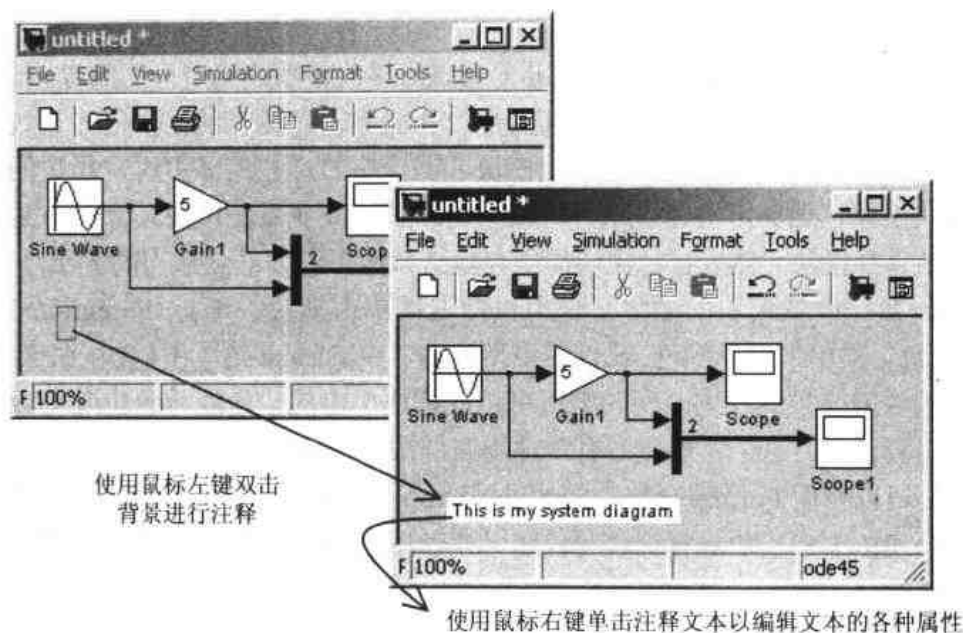 untitled *
File Edit View Simulation Format Tools Help
5
Sine Wave
Gain1
Scop
2
100%
untitled *
File Edit View Simulation Format Tools Help
5
Sine Wave
Gain1
Scope
2
Scope1
This is my system diagram
100%
ode45
使用鼠标左键双击
背景进行注释
使用鼠标右键单击注释文本以编辑文本的各种属性